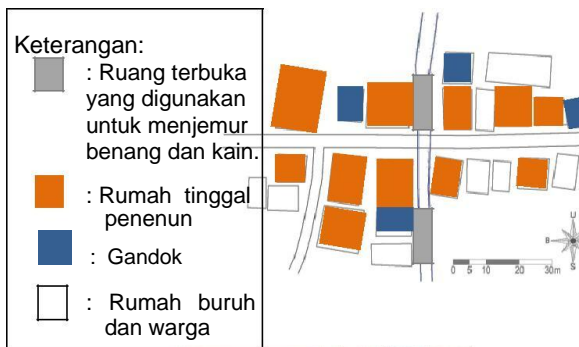 Keterangan:
: Ruang terbuka
yang digunakan
untuk menjemur
benang dan kain.
: Rumah tinggal
penenun
: Gandok
: Rumah buruh
dan warga
U
B
S
0 5 10 20 30m